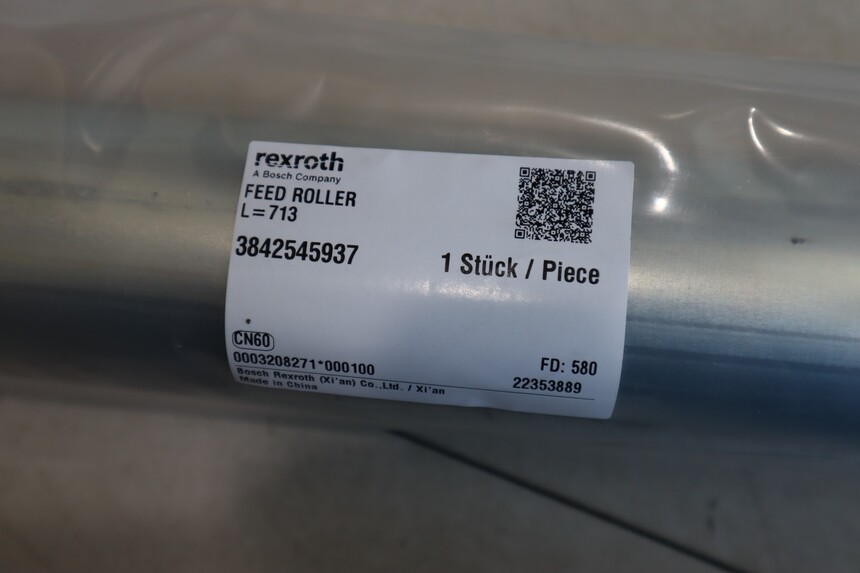 rexroth
A Bosch Company
FEED ROLLER
L=713
3842545937
1 Stück / Piece
CN60
0003208271*000100
FD: 580
Bosch Rexroth (Xi'an) Co.,Ltd. / Xi'an
22353889
Made in China